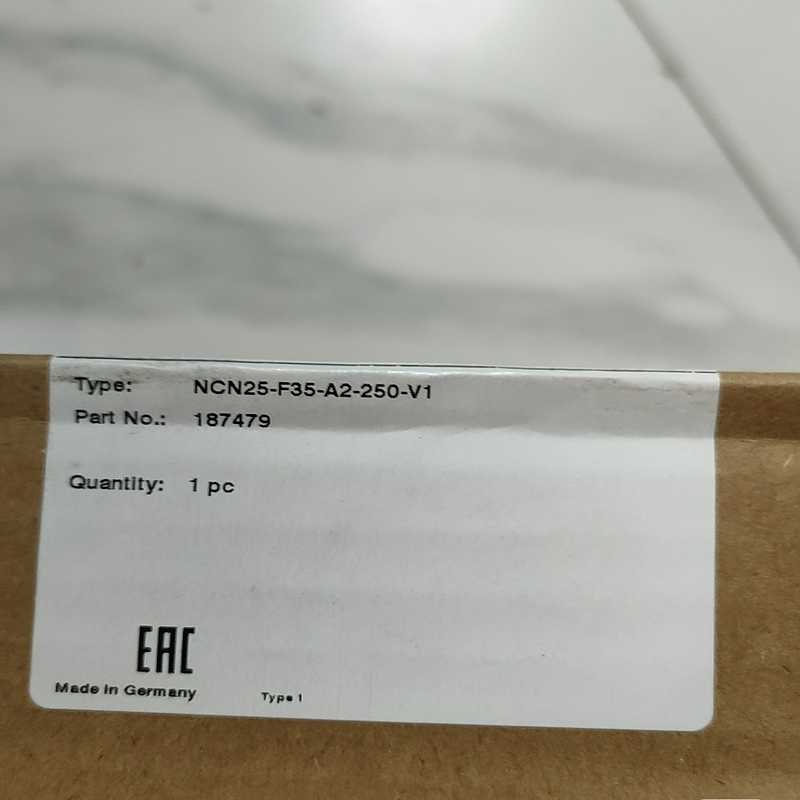 Type: NCN25-F35-A2-250-V1
Part No.: 187479
Quantity: 1 pc
EAC
Made in Germany Type 1